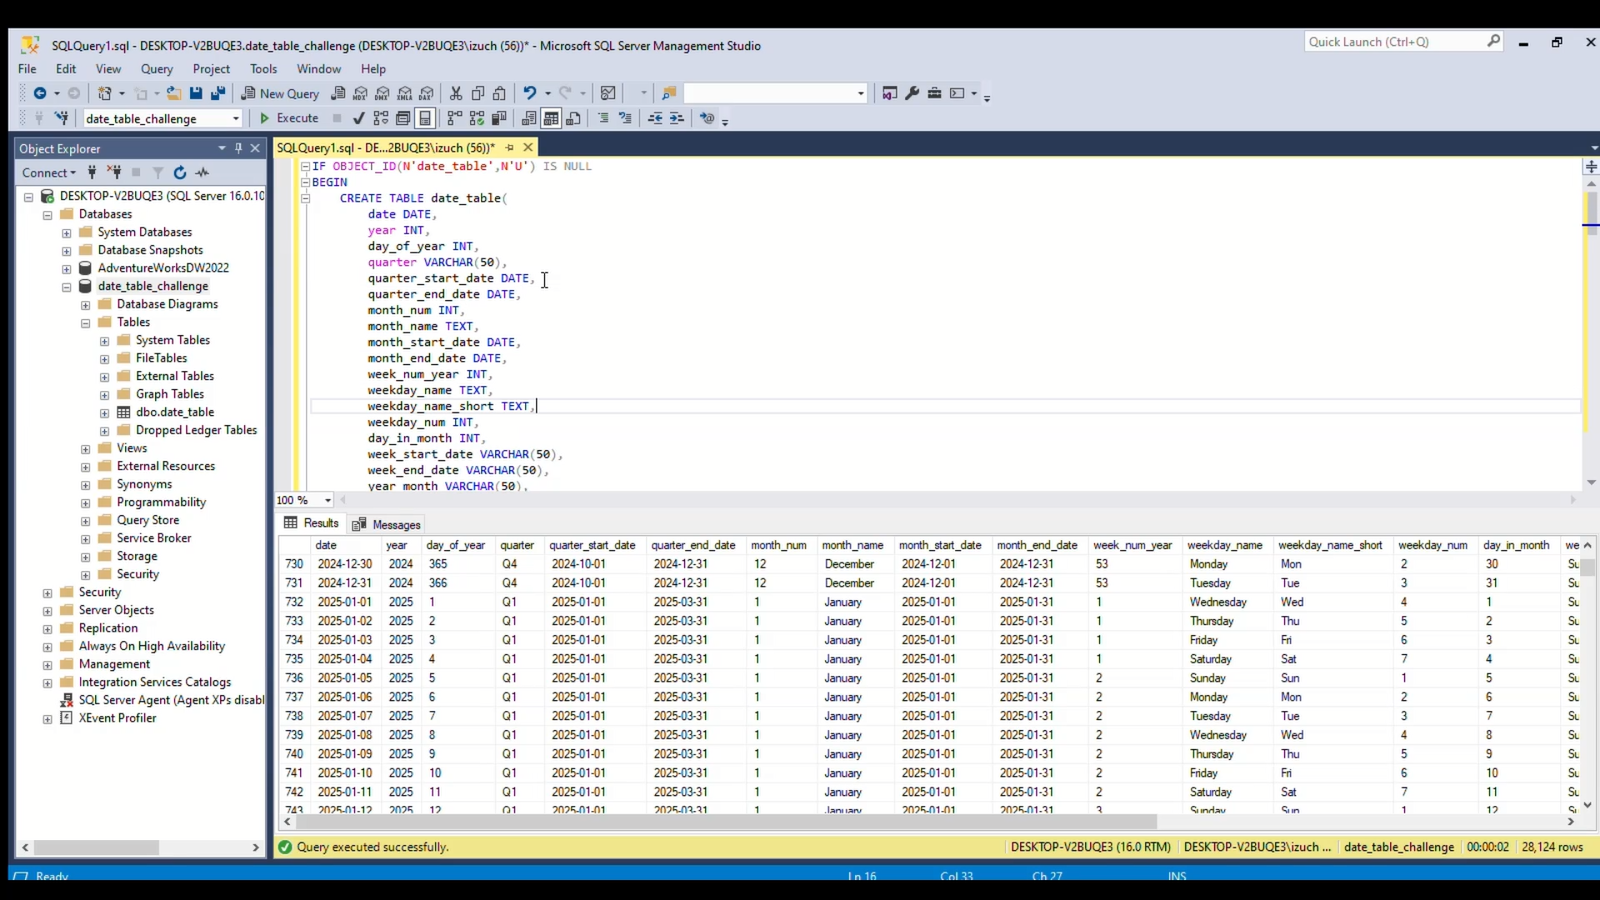 SQLQuery1.sql - DESKTOP-V2BUQE3.date_table_challenge (DESKTOP-V2BUQE3\izuch (56))* - Microsoft SQL Server Management Studio
Quick Launch (Ctrl+Q)
File Edit View Query Project Tools Window Help
New Query MDX DMX XMLA DAX
date_table_challenge Execute
Object Explorer
Connect
DESKTOP-V2BUQE3 (SQL Server 16.0.10
Databases
System Databases
Database Snapshots
AdventureWorksDW2022
date_table_challenge
Database Diagrams
Tables
System Tables
FileTables
External Tables
Graph Tables
dbo.date_table
Dropped Ledger Tables
Views
External Resources
Synonyms
Programmability
Query Store
Service Broker
Storage
Security
Security
Server Objects
Replication
Always On High Availability
Management
Integration Services Catalogs
SQL Server Agent (Agent XPs disabl
XEvent Profiler
SQLQuery1.sql - DE...2BUQE3\izuch (56))*
IF OBJECT_ID(N'date_table',N'U') IS NULL
BEGIN
CREATE TABLE date_table(
date DATE,
year INT,
day_of_year INT,
quarter VARCHAR(50),
quarter_start_date DATE,
quarter_end_date DATE,
month_num INT,
month_name TEXT,
month_start_date DATE,
month_end_date DATE,
week_num_year INT,
weekday_name TEXT,
weekday_name_short TEXT,
weekday_num INT,
day_in_month INT,
week_start_date VARCHAR(50),
week_end_date VARCHAR(50),
year_month VARCHAR(50),
100 %
Results Messages
date year day_of_year quarter quarter_start_date quarter_end_date month_num month_name month_start_date month_end_date week_num_year weekday_name weekday_name_short weekday_num day_in_month we
730 2024-12-30 2024 365 Q4 2024-10-01 2024-12-31 12 December 2024-12-01 2024-12-31 53 Monday Mon 2 30 Su
731 2024-12-31 2024 366 Q4 2024-10-01 2024-12-31 12 December 2024-12-01 2024-12-31 53 Tuesday Tue 3 31 Su
732 2025-01-01 2025 1 Q1 2025-01-01 2025-03-31 1 January 2025-01-01 2025-01-31 1 Wednesday Wed 4 1 Su
733 2025-01-02 2025 2 Q1 2025-01-01 2025-03-31 1 January 2025-01-01 2025-01-31 1 Thursday Thu 5 2 Su
734 2025-01-03 2025 3 Q1 2025-01-01 2025-03-31 1 January 2025-01-01 2025-01-31 1 Friday Fri 6 3 Su
735 2025-01-04 2025 4 Q1 2025-01-01 2025-03-31 1 January 2025-01-01 2025-01-31 1 Saturday Sat 7 4 Su
736 2025-01-05 2025 5 Q1 2025-01-01 2025-03-31 1 January 2025-01-01 2025-01-31 2 Sunday Sun 1 5 Su
737 2025-01-06 2025 6 Q1 2025-01-01 2025-03-31 1 January 2025-01-01 2025-01-31 2 Monday Mon 2 6 Su
738 2025-01-07 2025 7 Q1 2025-01-01 2025-03-31 1 January 2025-01-01 2025-01-31 2 Tuesday Tue 3 7 Su
739 2025-01-08 2025 8 Q1 2025-01-01 2025-03-31 1 January 2025-01-01 2025-01-31 2 Wednesday Wed 4 8 Su
740 2025-01-09 2025 9 Q1 2025-01-01 2025-03-31 1 January 2025-01-01 2025-01-31 2 Thursday Thu 5 9 Su
741 2025-01-10 2025 10 Q1 2025-01-01 2025-03-31 1 January 2025-01-01 2025-01-31 2 Friday Fri 6 10 Su
742 2025-01-11 2025 11 Q1 2025-01-01 2025-03-31 1 January 2025-01-01 2025-01-31 2 Saturday Sat 7 11 Su
743 2025-01-12 2025 12 Q1 2025-01-01 2025-03-31 1 January 2025-01-01 2025-01-31 3 Sunday Sun 1 12 Su
Query executed successfully. DESKTOP-V2BUQE3 (16.0 RTM) DESKTOP-V2BUQE3\izuch ... date_table_challenge 00:00:02 28,124 rows
Ready Ln 16 Col 33 Ch 27 INS